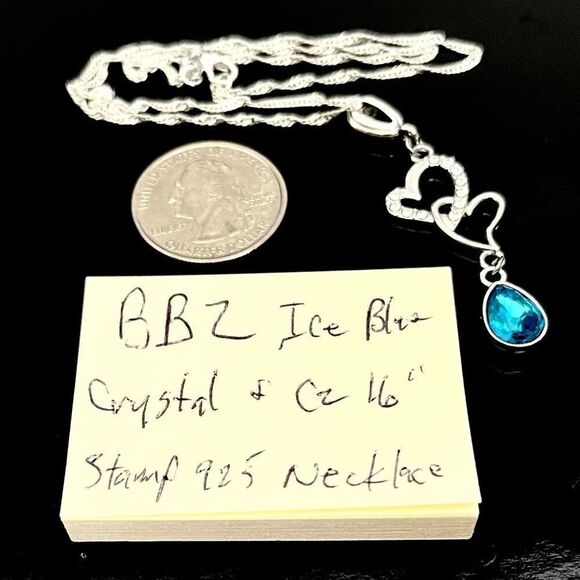 UNITED STATES OF AMERICA
LIBERTY
QUARTER DOLLAR
BBZ Ice Blue
Crystal & Cz 16"
Stamp 925 Necklace